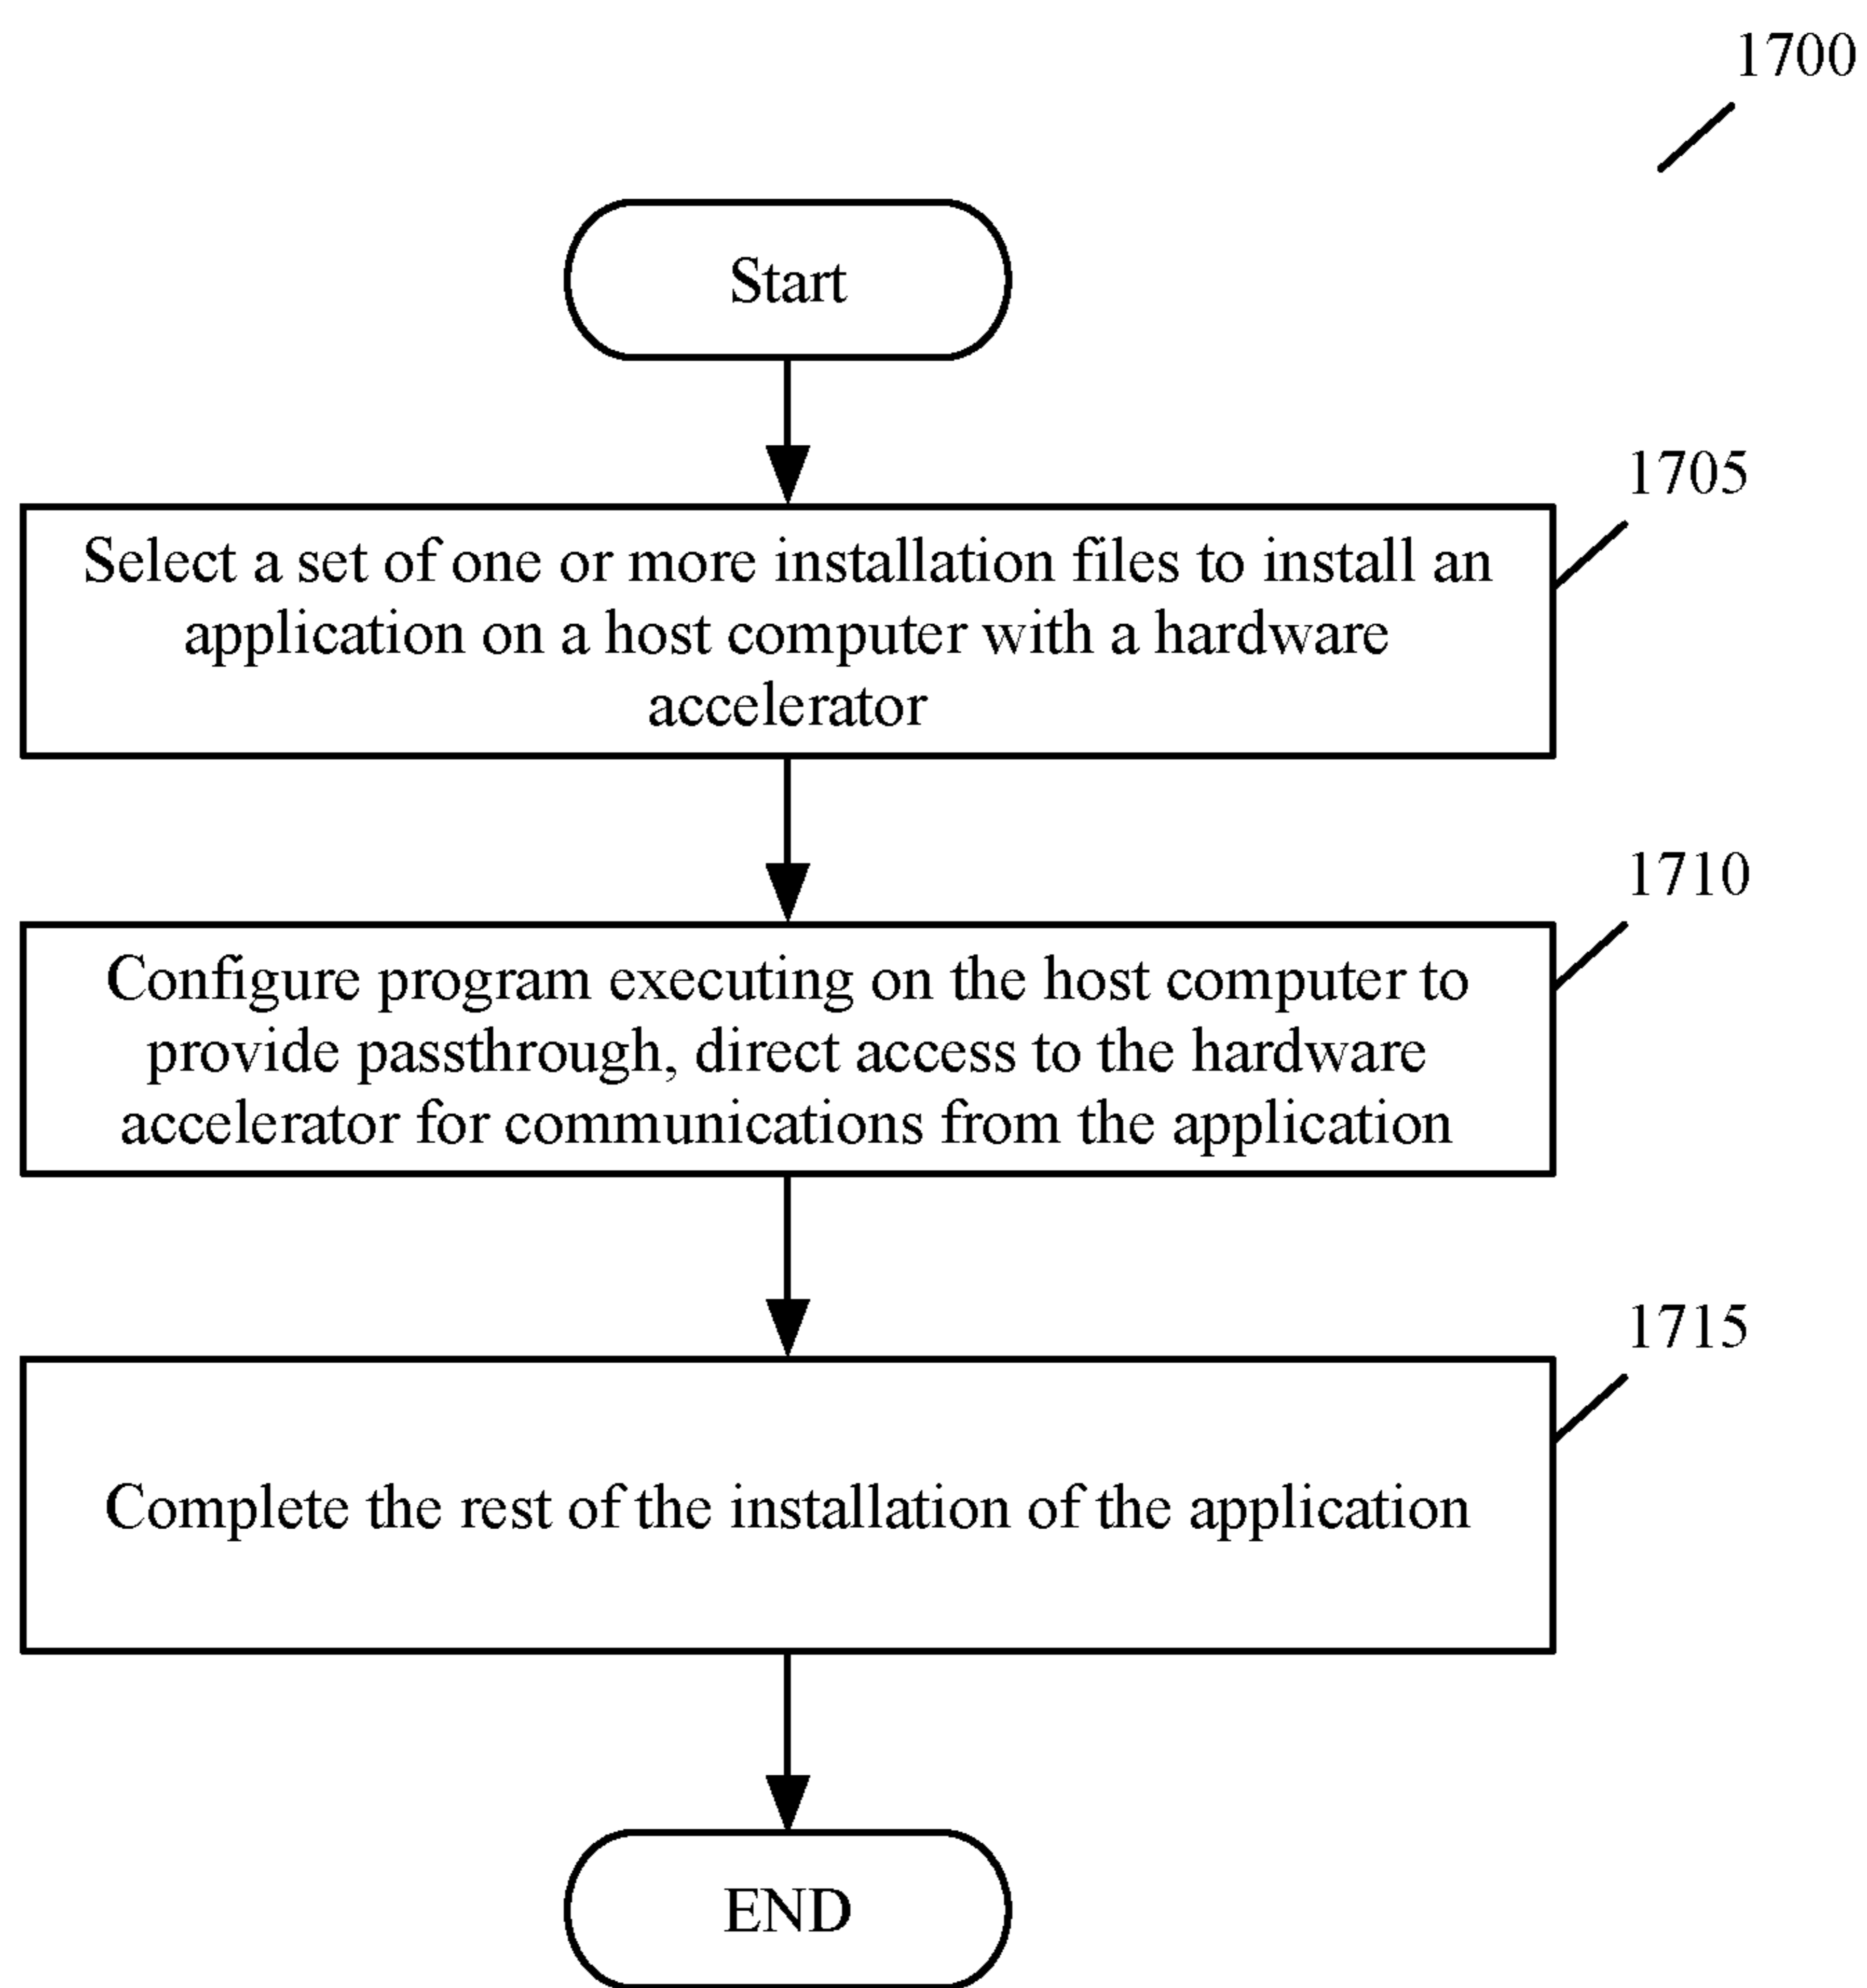 1700
Start
1705
Select a set of one or more installation files to install an
application on a host computer with a hardware
accelerator
1710
Configure program executing on the host computer to
provide passthrough, direct access to the hardware
accelerator for communications from the application
1715
Complete the rest of the installation of the application
END